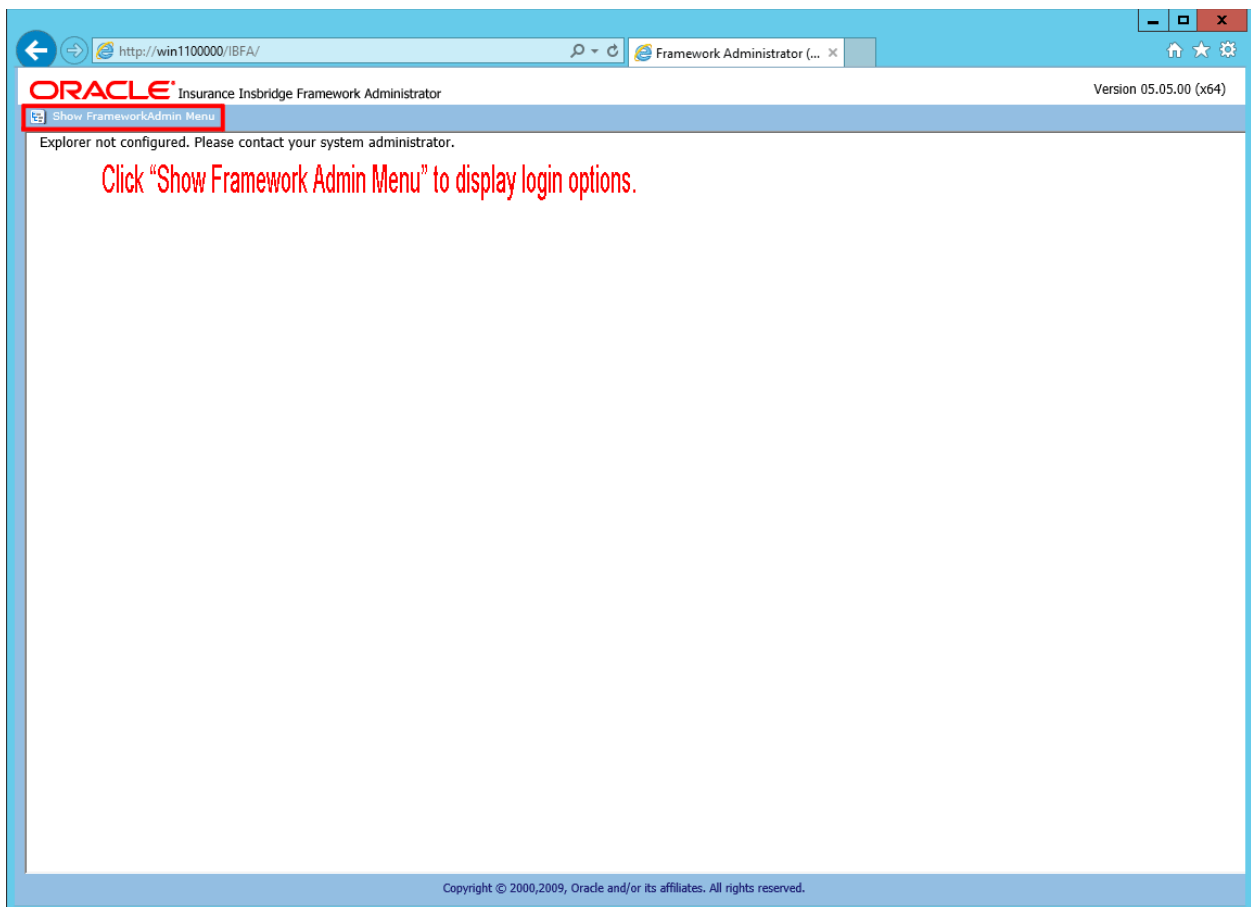 http://win1100000/IBFA/
Framework Administrator (...
ORACLE Insurance Insbridge Framework Administrator
Version 05.05.00 (x64)
Show FrameworkAdmin Menu
Explorer not configured. Please contact your system administrator.
Click “Show Framework Admin Menu” to display login options.
Copyright © 2000,2009, Oracle and/or its affiliates. All rights reserved.